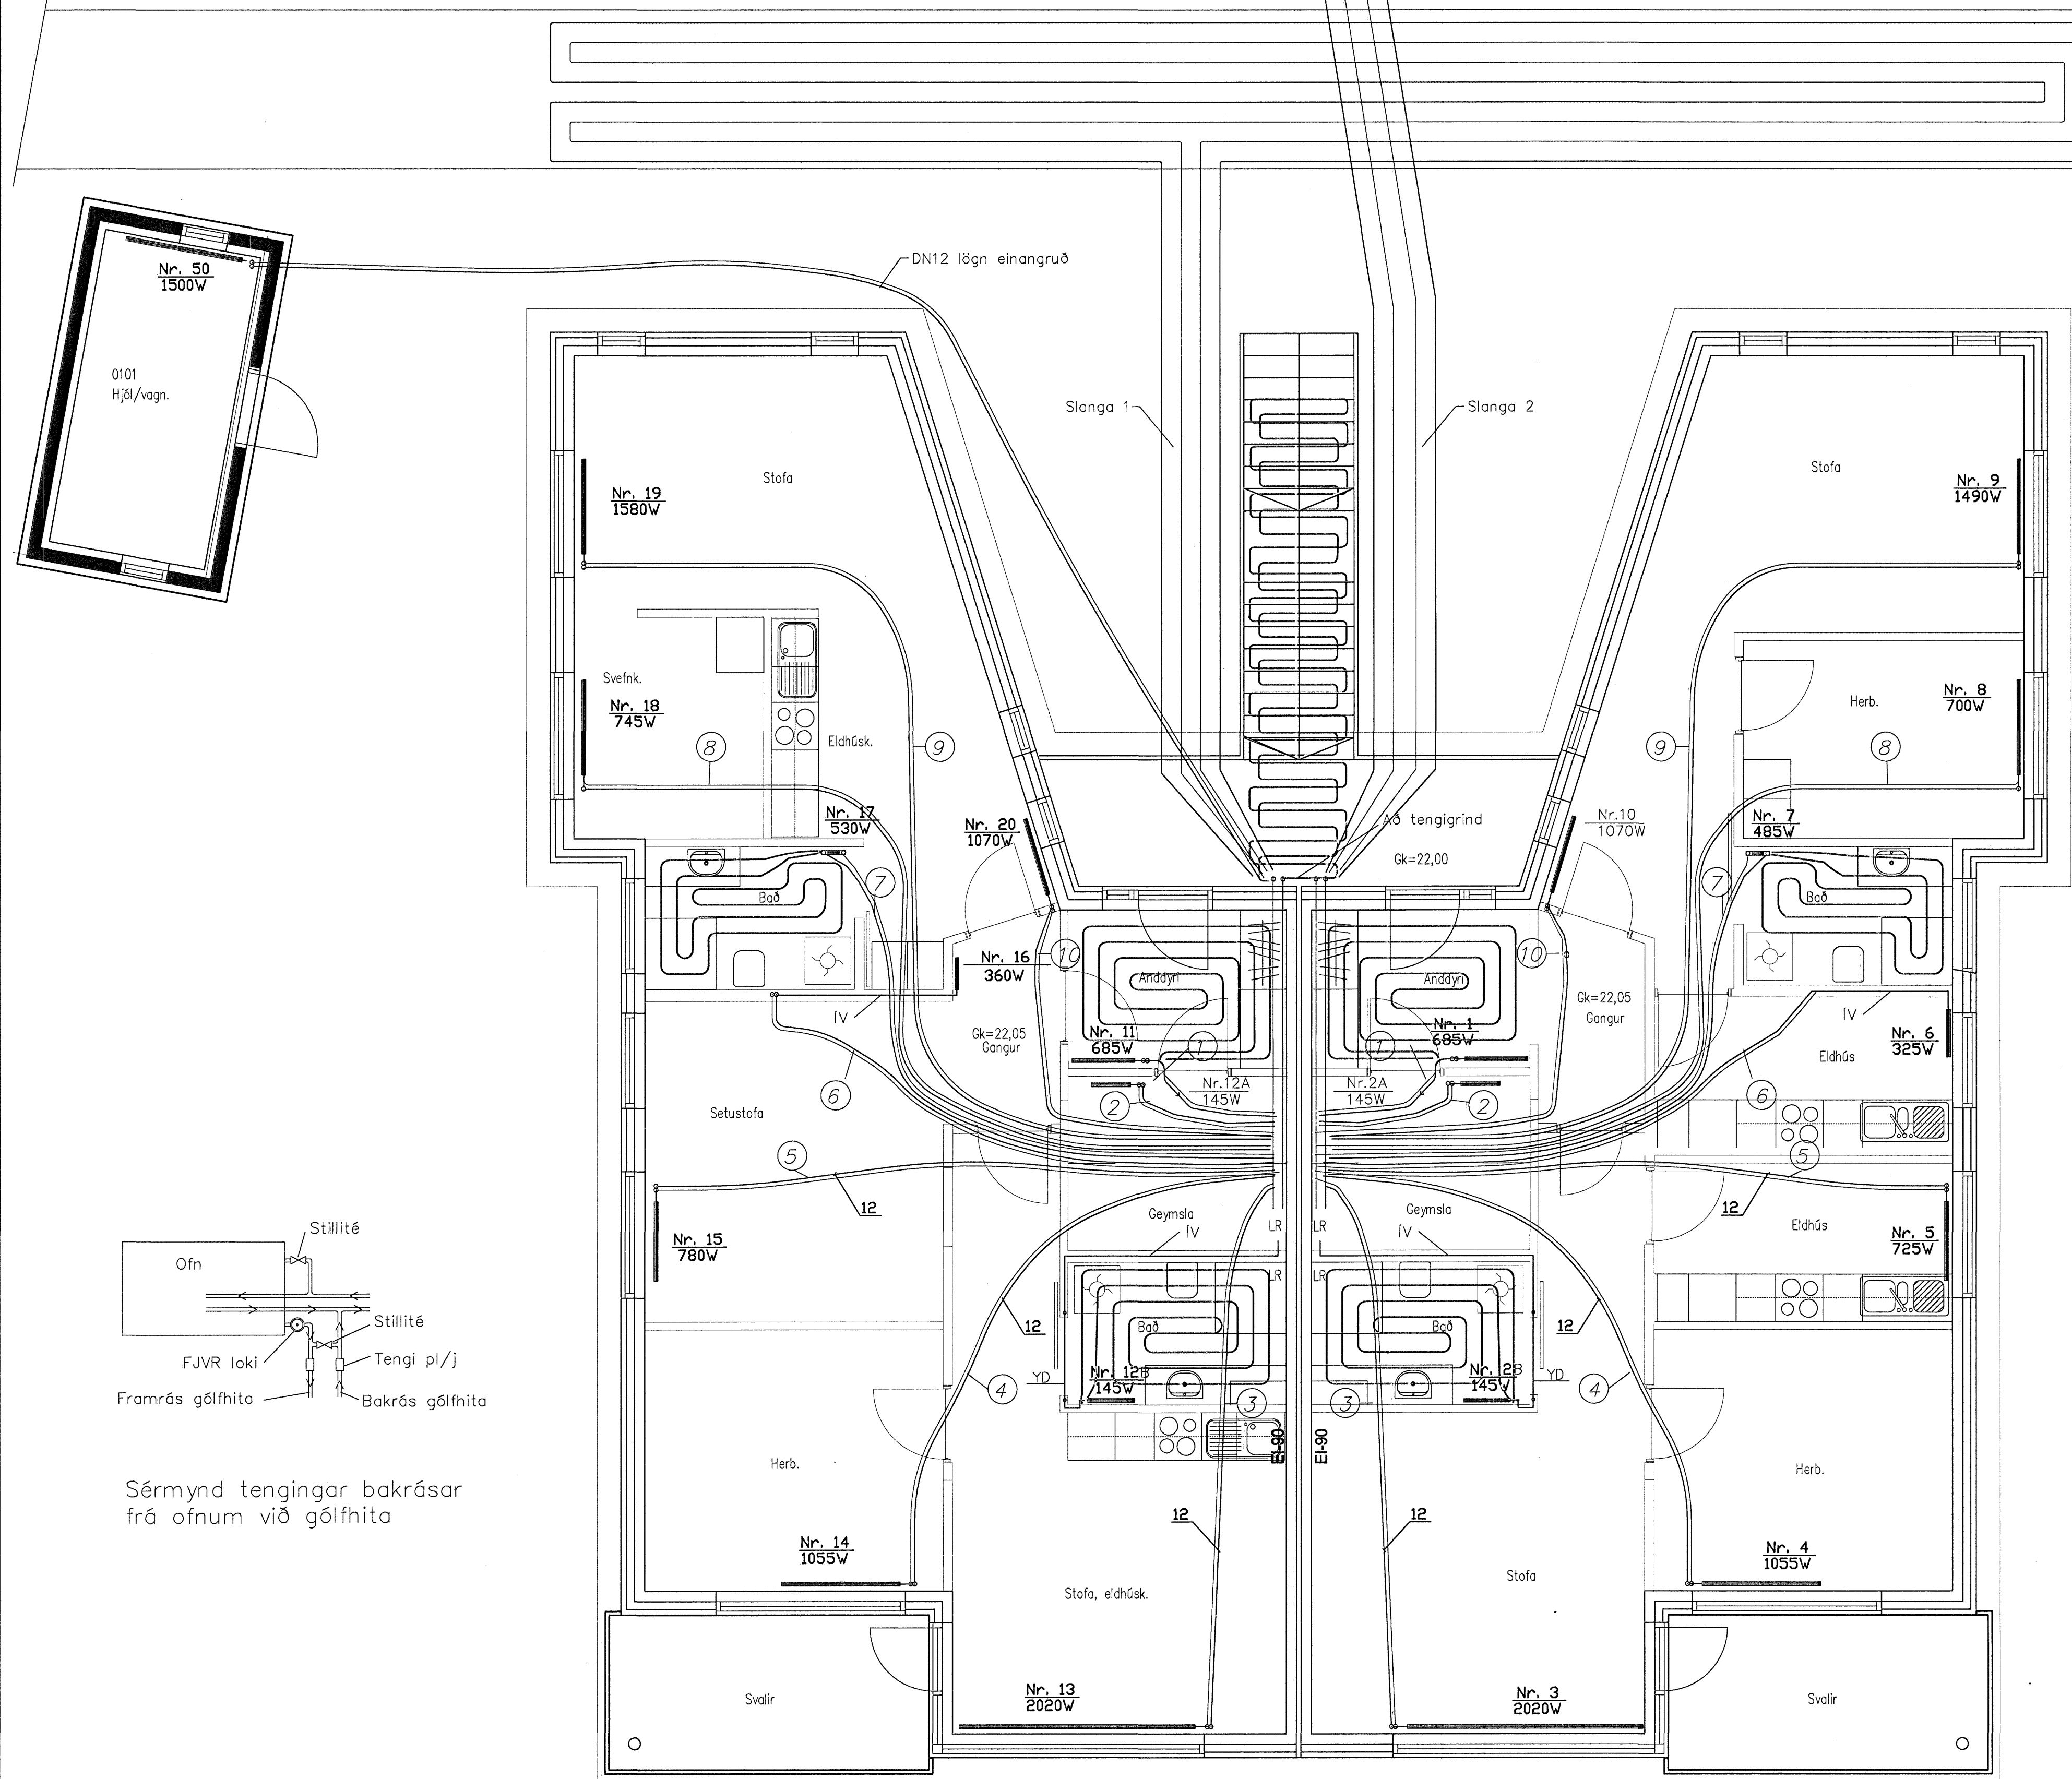 DN12 lögn einangruð
Nr. 50
1500W
0101
Hjól/vagn.
Slanga 1
Slanga 2
Stofa
Nr. 19
1580W
Stofa
Nr. 9
1490W
Svefnk.
Nr. 18
745W
8
Eldhúsk.
9
9
Herb.
Nr. 8
700W
8
Nr. 17
530W
Nr. 20
1070W
Að tengigrind
Gk=22,00
Nr.10
1070W
Nr. 7
485W
7
Bað
7
Bað
Nr. 16
360W
10
Anddyri
Anddyri
10
Gk=22,05
Gangur
ÍV
ÍV
Gk=22,05
Gangur
Nr. 11
685W
1
1
Nr. 1
685W
Nr. 6
325W
Eldhús
6
Setustofa
2
Nr.12A
145W
Nr.2A
145W
2
6
5
12
5
12
Geymsla
ÍV
LR
LR
Geymsla
ÍV
Eldhús
Nr. 15
780W
Nr. 5
725W
Stillité
Ofn
Stillité
FJVR loki
Tengi pl/j
Framrás gólfhita
Bakrás gólfhita
LR
LR
12
Bað
Bað
12
YD
Nr. 12B
145W
Nr. 2B
145W
YD
4
3
3
4
EI-90
EI-90
Sérmynd tengingar bakrásar
frá ofnum við gólfhita
Herb.
Herb.
12
12
Nr. 14
1055W
Nr. 4
1055W
Stofa, eldhúsk.
Stofa
Svalir
Nr. 13
2020W
Nr. 3
2020W
Svalir